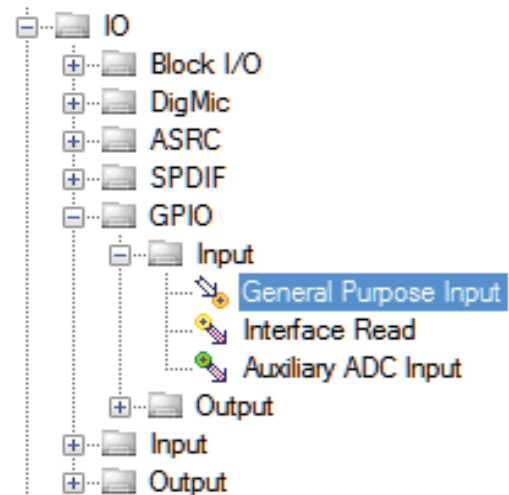 IO
Block I/O
DigMic
ASRC
SPDIF
GPIO
Input
General Purpose Input
Interface Read
Auxiliary ADC Input
Output
Input
Output